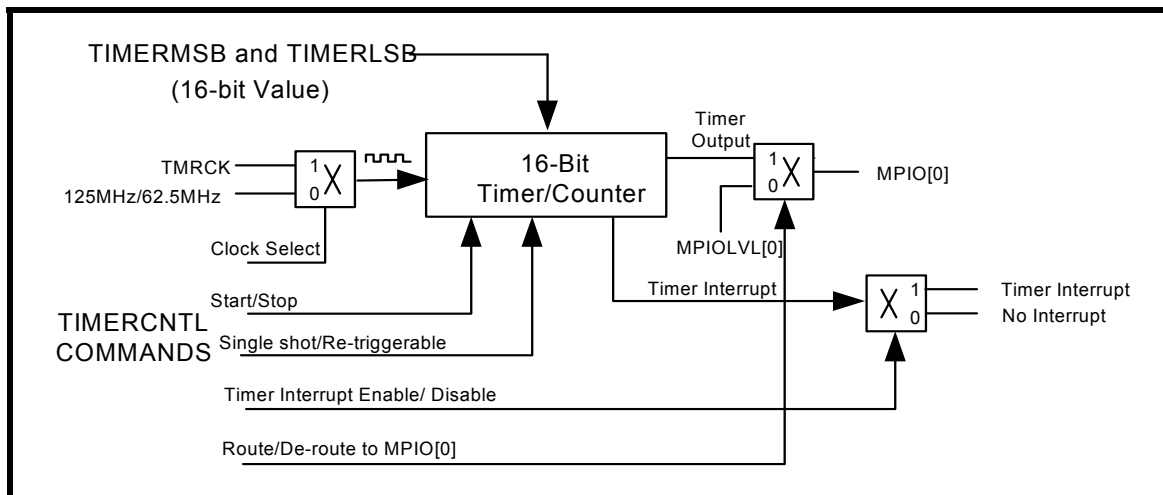 TIMERMSB and TIMERLSB
(16-bit Value)
Timer
Output
16-Bit
Timer/Counter
TMRCK
125MHz/62.5MHz
1
0
X
1
0
X
MPIO[0]
Clock Select
MPIOLVL[0]
Start/Stop
Timer Interrupt
X
1
0
Timer Interrupt
No Interrupt
TIMERCNTL
COMMANDS
Single shot/Re-triggerable
Timer Interrupt Enable/ Disable
Route/De-route to MPIO[0]